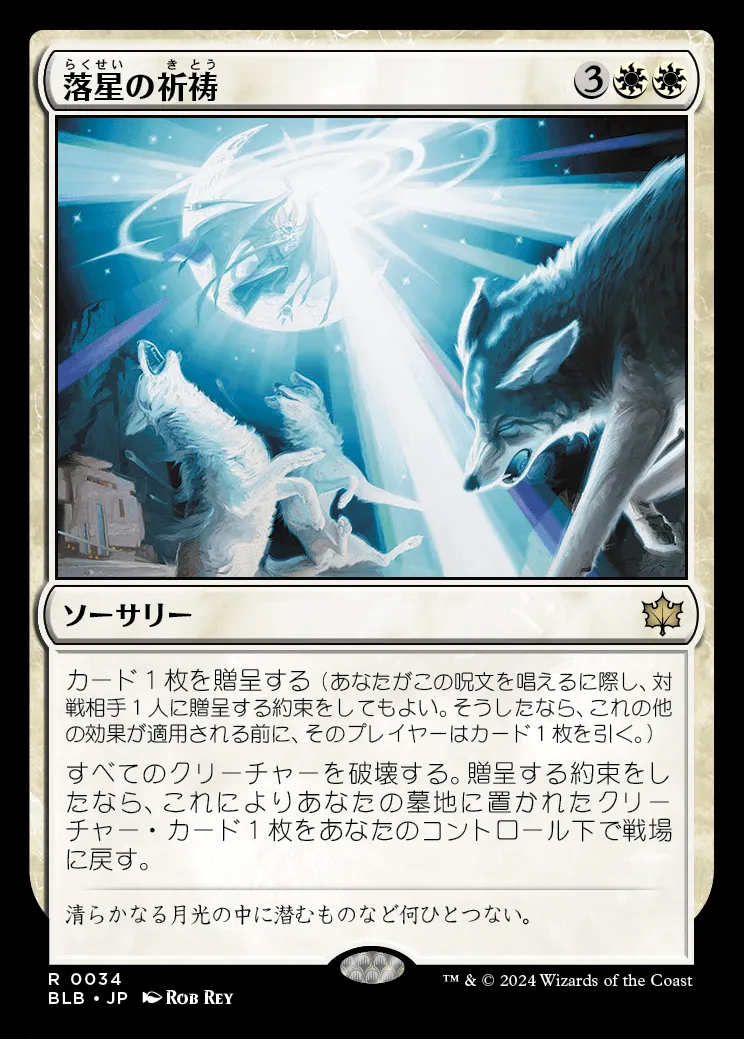 らくせい きとう
落星の祈祷
3
ソーサリー
カード1枚を贈呈する（あなたがこの呪文を唱えるに際し、対
戦相手1人に贈呈する約束をしてもよい。そうしたなら、これの他
の効果が適用される前に、そのプレイヤーはカード1枚を引く。）
すべてのクリーチャーを破壊する。贈呈する約束をし
たなら、これによりあなたの墓地に置かれたクリー
チャー・カード1枚をあなたのコントロール下で戦場
に戻す。
清らかなる月光の中に潜むものなど何ひとつない。
R 0034
BLB • JP Rob Rey
™ & © 2024 Wizards of the Coast